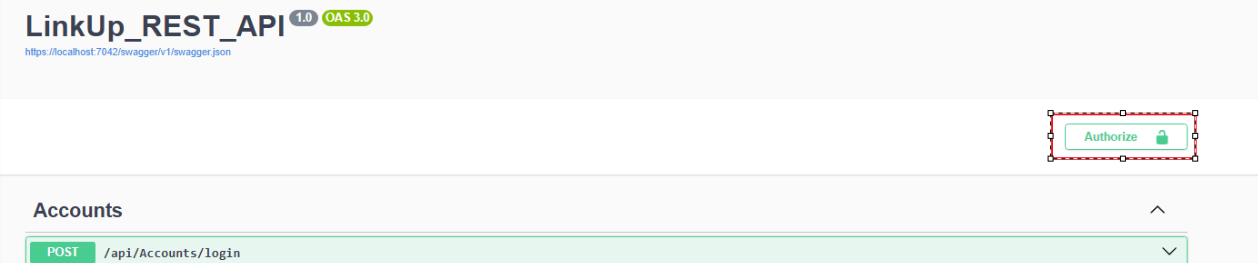 LinkUp_REST_API 1.0 OAS 3.0
https://localhost:7042/swagger/v1/swagger.json
Authorize
Accounts
POST /api/Accounts/login